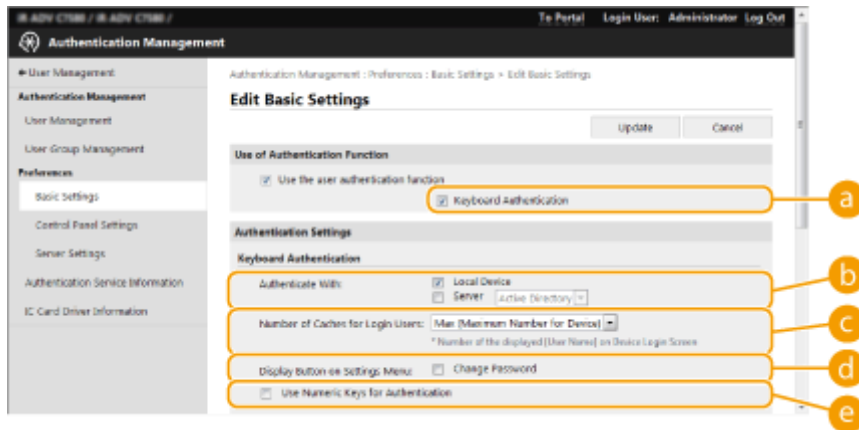 iR-ADV C7580 / iR-ADV C7580 /
To Portal Login User: Administrator Log Out
Authentication Management
User Management
Authentication Management
User Management
User Group Management
Preferences
Basic Settings
Control Panel Settings
Server Settings
Authentication Service Information
IC Card Driver Information
Authentication Management : Preferences : Basic Settings > Edit Basic Settings
Edit Basic Settings
Update Cancel
Use of Authentication Function
Use the user authentication function
Keyboard Authentication
a
Authentication Settings
Keyboard Authentication
Authenticate With: Local Device
Server Active Directory
b
Number of Caches for Login Users: Max (Maximum Number for Device)
* Number of the displayed [User Name] on Device Login Screen
c
Display Button on Settings Menu: Change Password
d
Use Numeric Keys for Authentication
e